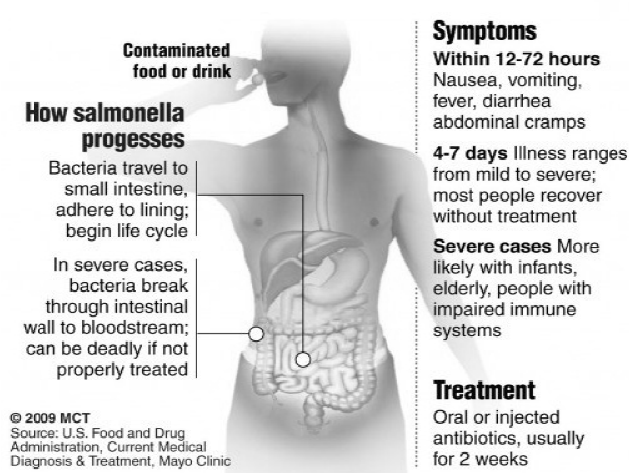 Contaminated
food or drink
How salmonella
progesses
Bacteria travel to
small intestine,
adhere to lining;
begin life cycle
In severe cases,
bacteria break
through intestinal
wall to bloodstream;
can be deadly if not
properly treated
© 2009 MCT
Source: U.S. Food and Drug
Administration, Current Medical
Diagnosis & Treatment, Mayo Clinic
Symptoms
Within 12-72 hours
Nausea, vomiting,
fever, diarrhea
abdominal cramps
4-7 days Illness ranges
from mild to severe;
most people recover
without treatment
Severe cases More
likely with infants,
elderly, people with
impaired immune
systems
Treatment
Oral or injected
antibiotics, usually
for 2 weeks